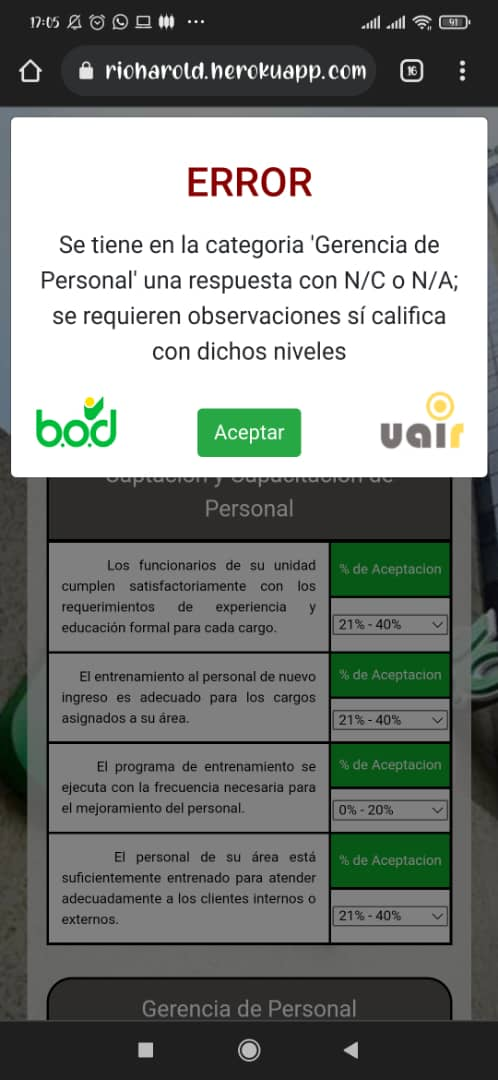 17:05
91
rioharold.herokuapp.com
16
ERROR
Se tiene en la categoria 'Gerencia de
Personal' una respuesta con N/C o N/A;
se requieren observaciones sí califica
con dichos niveles
b.o.d
Aceptar
uair
Captación y Capacitación de
Personal
Los funcionarios de su unidad
cumplen satisfactoriamente con los
requerimientos de experiencia y
educación formal para cada cargo.
% de Aceptacion
21% - 40%
El entrenamiento al personal de nuevo
ingreso es adecuado para los cargos
asignados a su área.
% de Aceptacion
21% - 40%
El programa de entrenamiento se
ejecuta con la frecuencia necesaria para
el mejoramiento del personal.
% de Aceptacion
0% - 20%
El personal de su área está
suficientemente entrenado para atender
adecuadamente a los clientes internos o
externos.
% de Aceptacion
21% - 40%
Gerencia de Personal